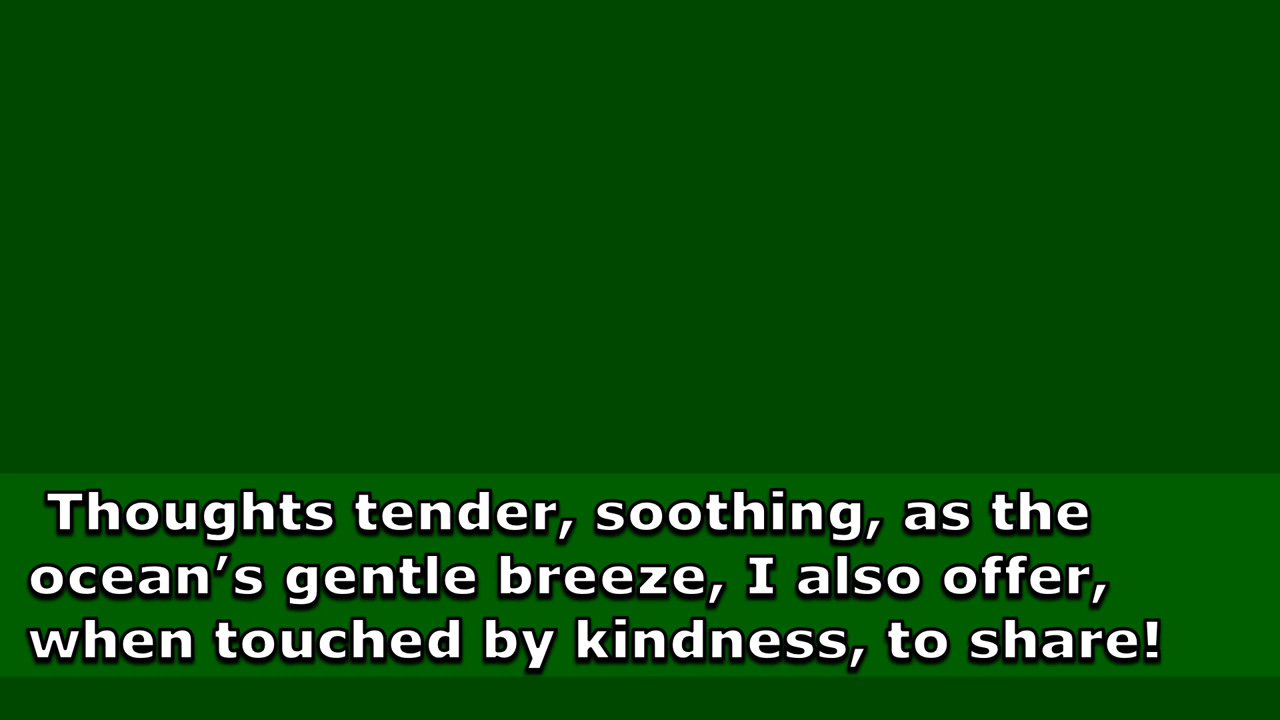 Thoughts tender, soothing, as the
ocean’s gentle breeze, I also offer,
when touched by kindness, to share!